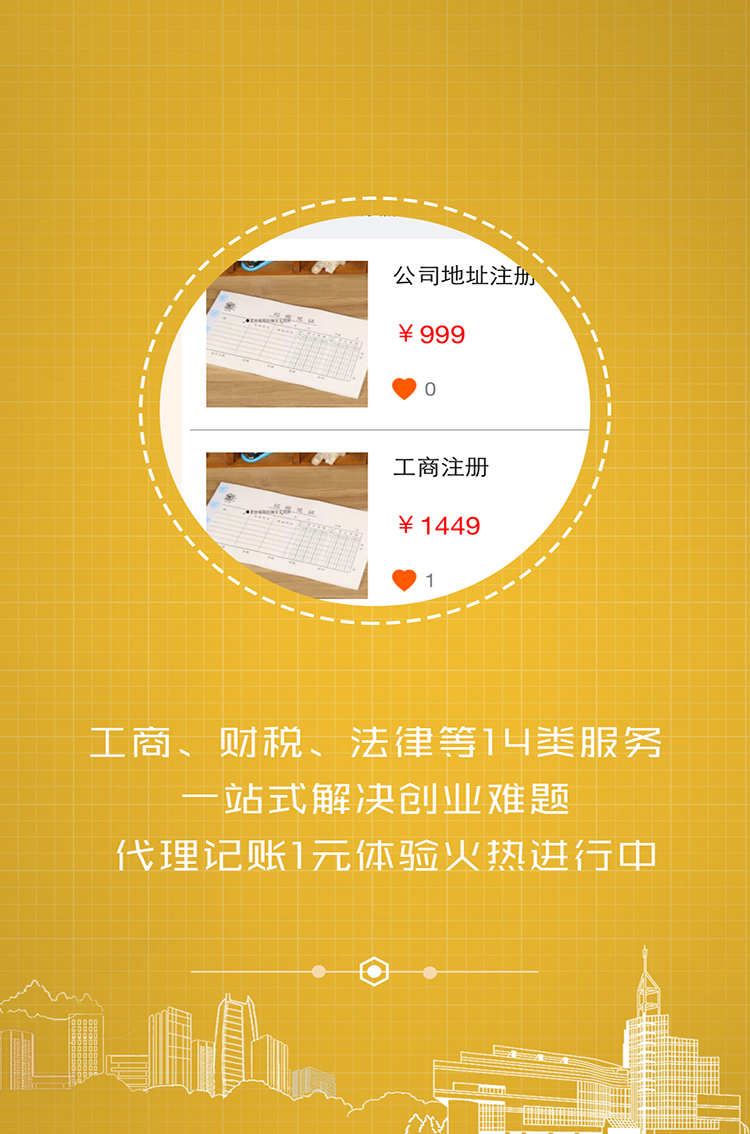 公司地址注册
￥999
0
工商注册
￥1449
1
工商、财税、法律等14类服务
一站式解决创业难题
代理记账1元体验火热进行中